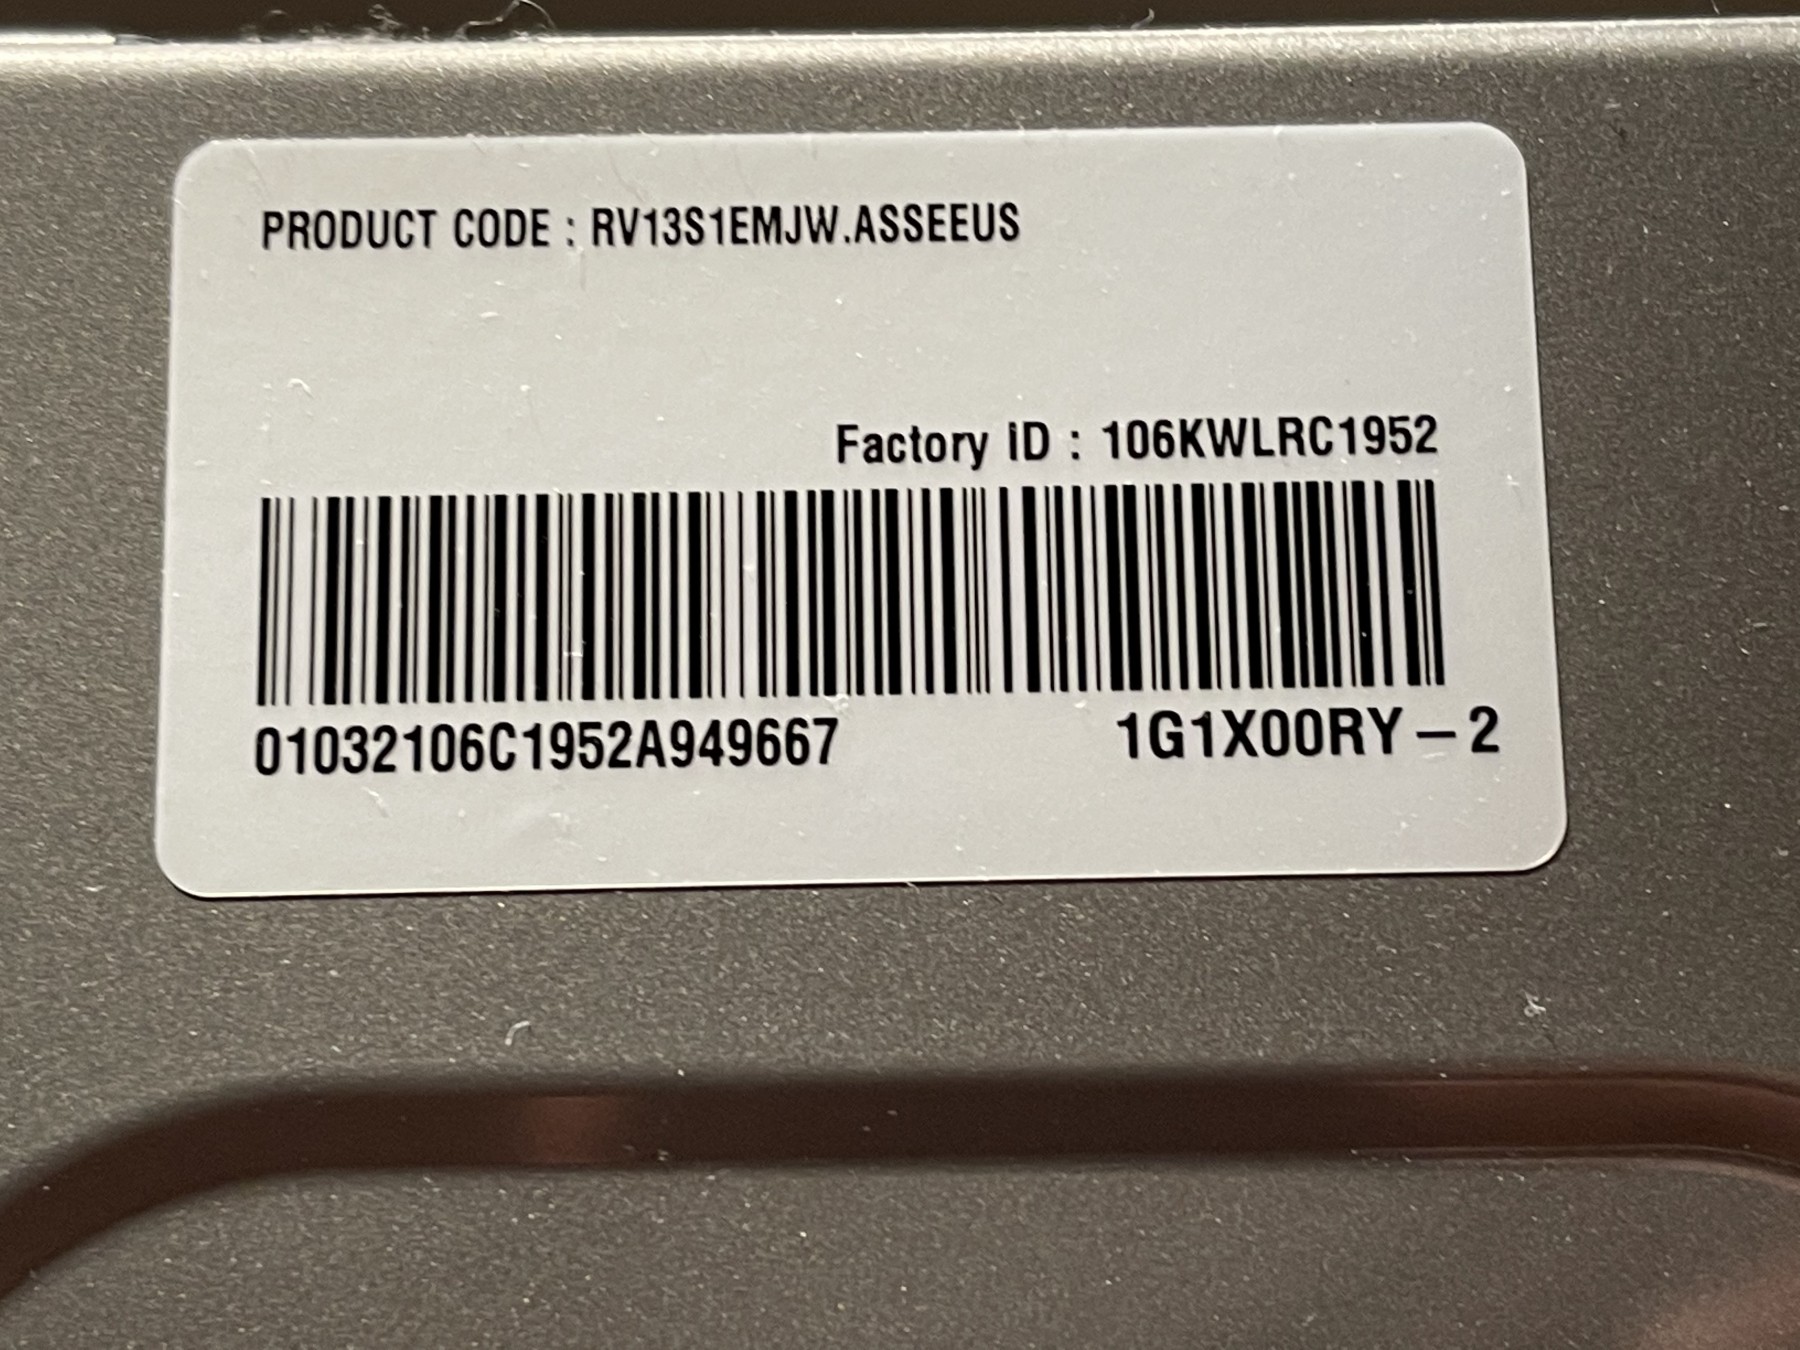 PRODUCT CODE : RV13S1EMJW.ASSEEUS
Factory ID : 106KWLRC1952
01032106C1952A949667 1G1X00RY-2